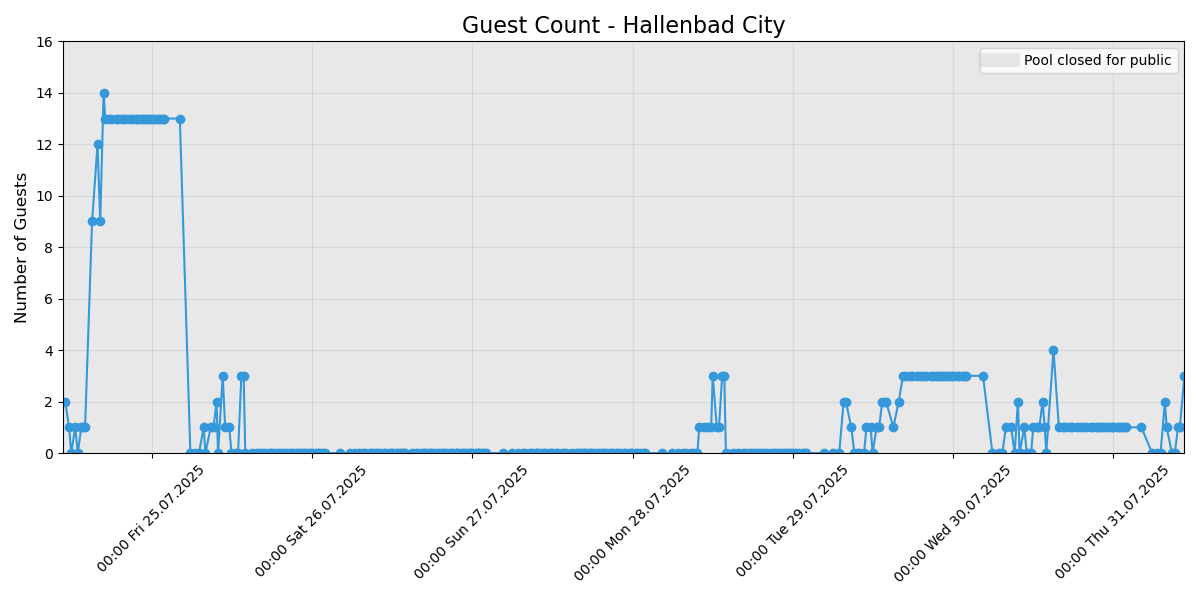 Guest Count - Hallenbad City
Pool closed for public
Number of Guests
16
14
12
10
8
6
4
2
0
00:00 Fri 25.07.2025
00:00 Sat 26.07.2025
00:00 Sun 27.07.2025
00:00 Mon 28.07.2025
00:00 Tue 29.07.2025
00:00 Wed 30.07.2025
00:00 Thu 31.07.2025